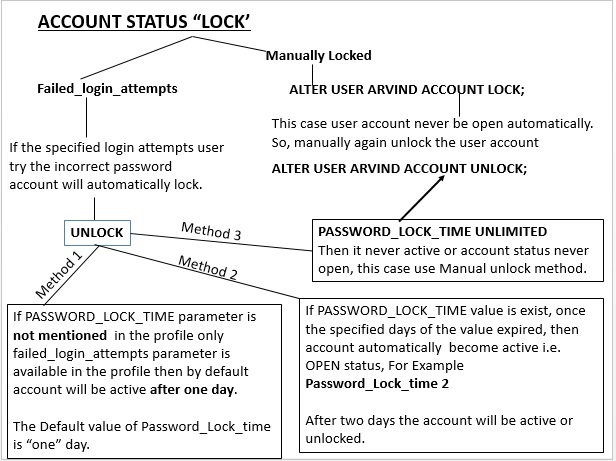 ACCOUNT STATUS “LOCK’
Manually Locked
Failed_login_attempts
ALTER USER ARVIND ACCOUNT LOCK;
This case user account never be open automatically.
So, manually again unlock the user account
ALTER USER ARVIND ACCOUNT UNLOCK;
If the specified login attempts user
try the incorrect password
account will automatically lock.
UNLOCK
Method 3
PASSWORD_LOCK_TIME UNLIMITED
Then it never active or account status never
open, this case use Manual unlock method.
Method 1
Method 2
If PASSWORD_LOCK_TIME parameter is
not mentioned in the profile only
failed_login_attempts parameter is
available in the profile then by default
account will be active after one day.
The Default value of Password_Lock_time
is “one” day.
If PASSWORD_LOCK_TIME value is exist, once
the specified days of the value expired, then
account automatically become active i.e.
OPEN status, For Example
Password_Lock_time 2
After two days the account will be active or
unlocked.